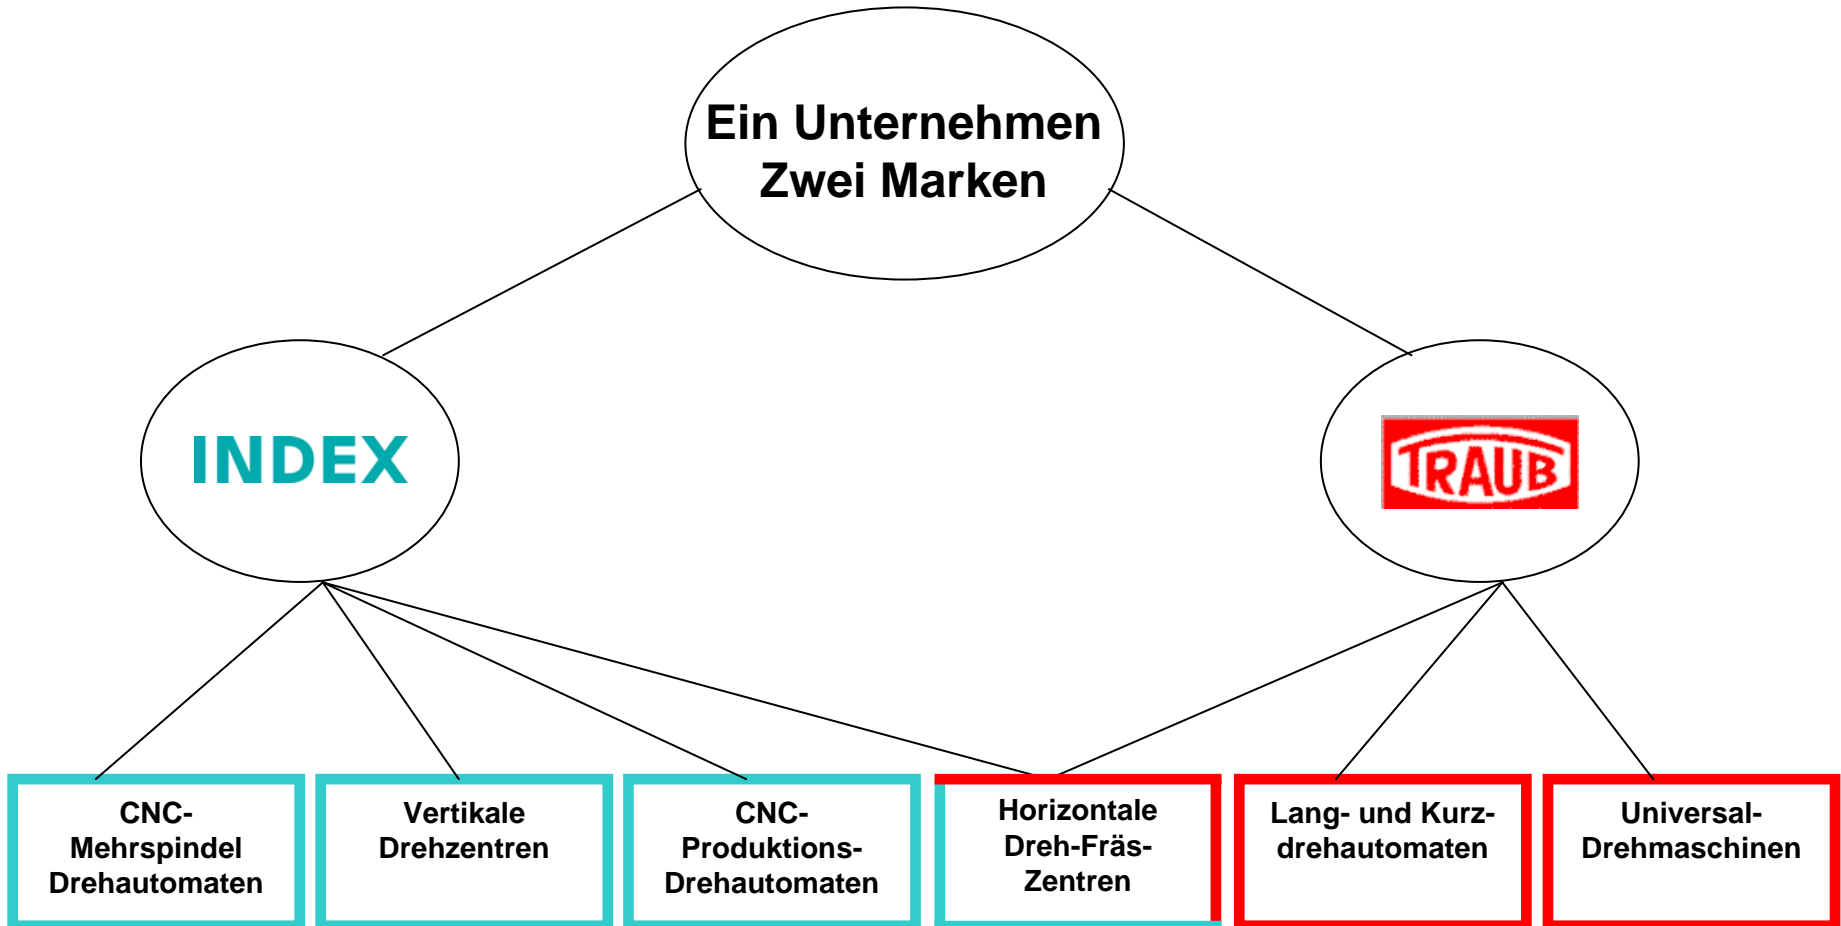 Ein Unternehmen
Zwei Marken
INDEX
TRAUB
CNC-
Mehrspindel
Drehautomaten
Vertikale
Drehzentren
CNC-
Produktions-
Drehautomaten
Horizontale
Dreh-Fräs-
Zentren
Lang- und Kurz-
drehautomaten
Universal-
Drehmaschinen